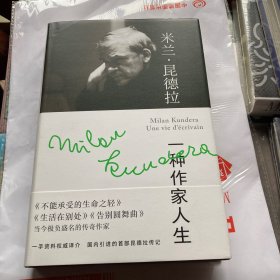 米兰·昆德拉
Milan Kundera
Une vie d'écrivain
一种作家人生
Milan
Kundera
《不能承受的生命之轻》
《生活在别处》《告别圆舞曲》
当今极负盛名的传奇作家
一手资料权威译介 国内引进的首部昆德拉传记